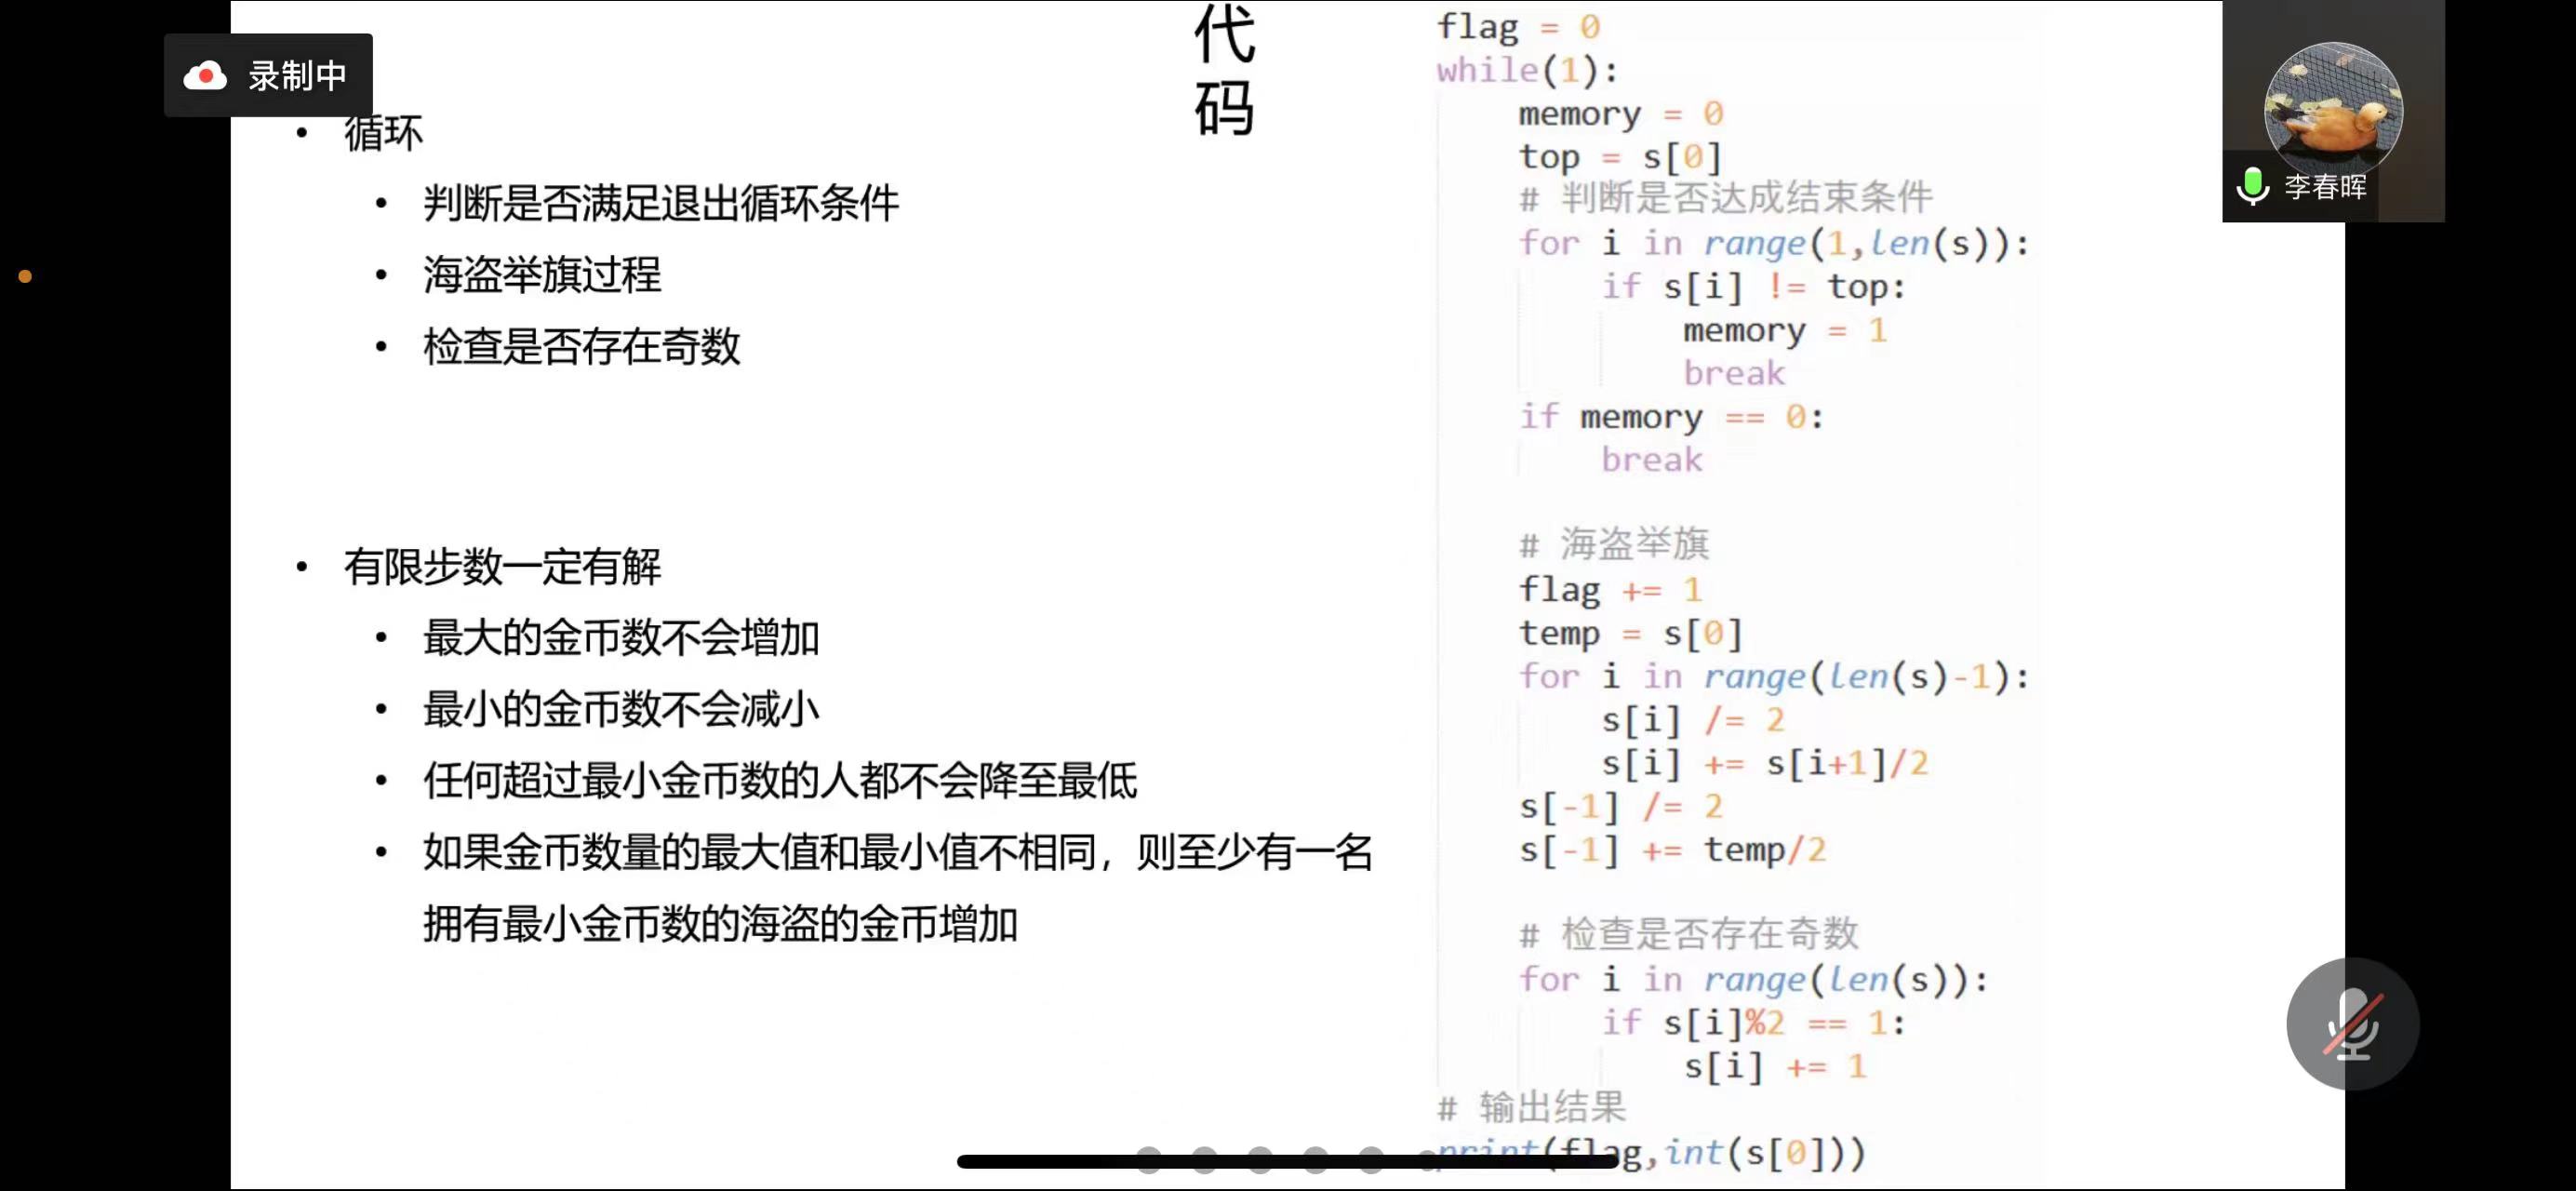 录制中
代
码
• 循环
• 判断是否满足退出循环条件
• 海盗举旗过程
• 检查是否存在奇数
• 有限步数一定有解
• 最大的金币数不会增加
• 最小的金币数不会减小
• 任何超过最小金币数的人都不会降至最低
• 如果金币数量的最大值和最小值不相同，则至少有一名
拥有最小金币数的海盗的金币增加
flag = 0
while(1):
    memory = 0
    top = s[0]
    # 判断是否达成结束条件
    for i in range(1,len(s)):
        if s[i] != top:
            memory = 1
            break
    if memory == 0:
        break
    # 海盗举旗
    flag += 1
    temp = s[0]
    for i in range(len(s)-1):
        s[i] /= 2
        s[i] += s[i+1]/2
    s[-1] /= 2
    s[-1] += temp/2
    # 检查是否存在奇数
    for i in range(len(s)):
        if s[i]%2 == 1:
            s[i] += 1
# 输出结果
print(flag,int(s[0]))
李春晖